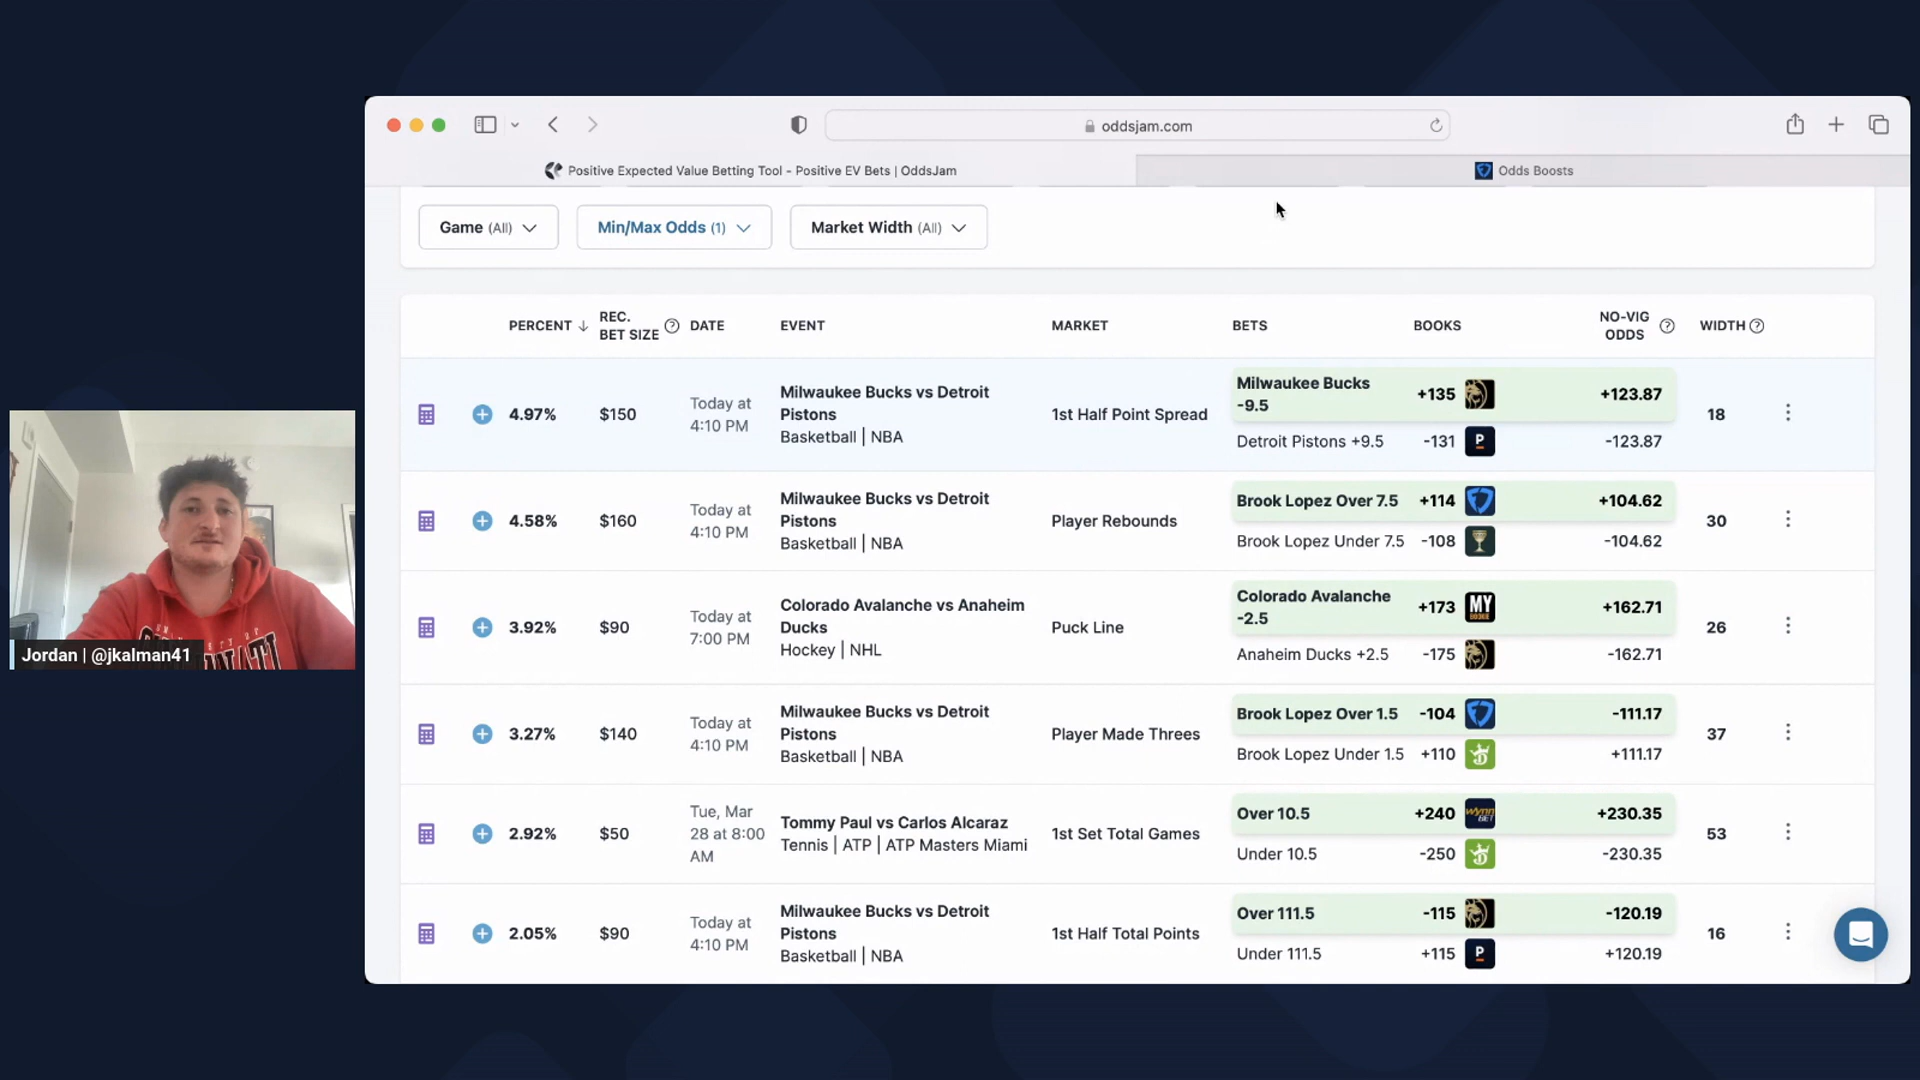 oddsjam.com
Positive Expected Value Betting Tool - Positive EV Bets | OddsJam
Odds Boosts
Game (All)
Min/Max Odds (1)
Market Width (All)
PERCENT
REC.
BET SIZE
DATE
EVENT
MARKET
BETS
BOOKS
NO-VIG
ODDS
WIDTH
4.97%
$150
Today at
4:10 PM
Milwaukee Bucks vs Detroit
Pistons
Basketball | NBA
1st Half Point Spread
Milwaukee Bucks
-9.5
+135
+123.87
Detroit Pistons +9.5
-131
P
-123.87
18
4.58%
$160
Today at
4:10 PM
Milwaukee Bucks vs Detroit
Pistons
Basketball | NBA
Player Rebounds
Brook Lopez Over 7.5
+114
+104.62
Brook Lopez Under 7.5
-108
-104.62
30
3.92%
$90
Today at
7:00 PM
Colorado Avalanche vs Anaheim
Ducks
Hockey | NHL
Puck Line
Colorado Avalanche
-2.5
+173
MY
BOOKIE
+162.71
Anaheim Ducks +2.5
-175
-162.71
26
3.27%
$140
Today at
4:10 PM
Milwaukee Bucks vs Detroit
Pistons
Basketball | NBA
Player Made Threes
Brook Lopez Over 1.5
-104
-111.17
Brook Lopez Under 1.5
+110
+111.17
37
2.92%
$50
Tue, Mar
28 at 8:00
AM
Tommy Paul vs Carlos Alcaraz
Tennis | ATP | ATP Masters Miami
1st Set Total Games
Over 10.5
+240
WYNN
BET
+230.35
Under 10.5
-250
-230.35
53
2.05%
$90
Today at
4:10 PM
Milwaukee Bucks vs Detroit
Pistons
Basketball | NBA
1st Half Total Points
Over 111.5
-115
-120.19
Under 111.5
+115
P
+120.19
16
Jordan | @jkalman41